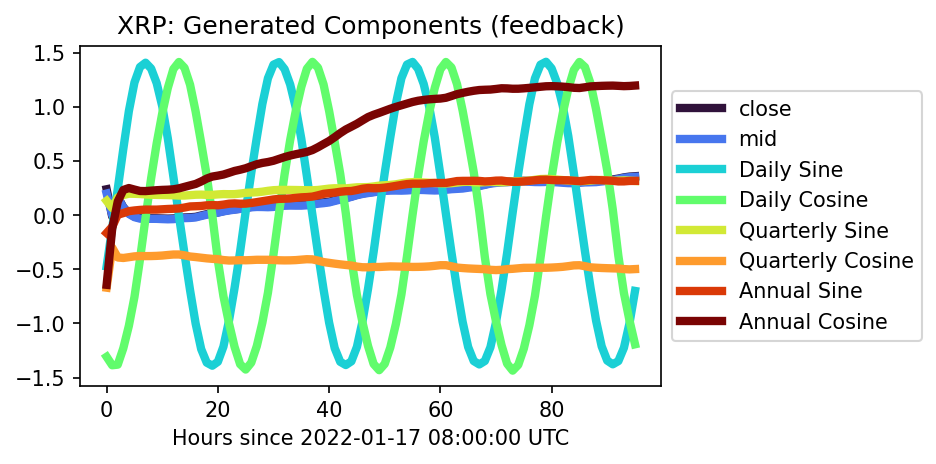 XRP: Generated Components (feedback)
1.5
1.0
0.5
0.0
−0.5
−1.0
−1.5
0
20
40
60
80
Hours since 2022-01-17 08:00:00 UTC
close
mid
Daily Sine
Daily Cosine
Quarterly Sine
Quarterly Cosine
Annual Sine
Annual Cosine